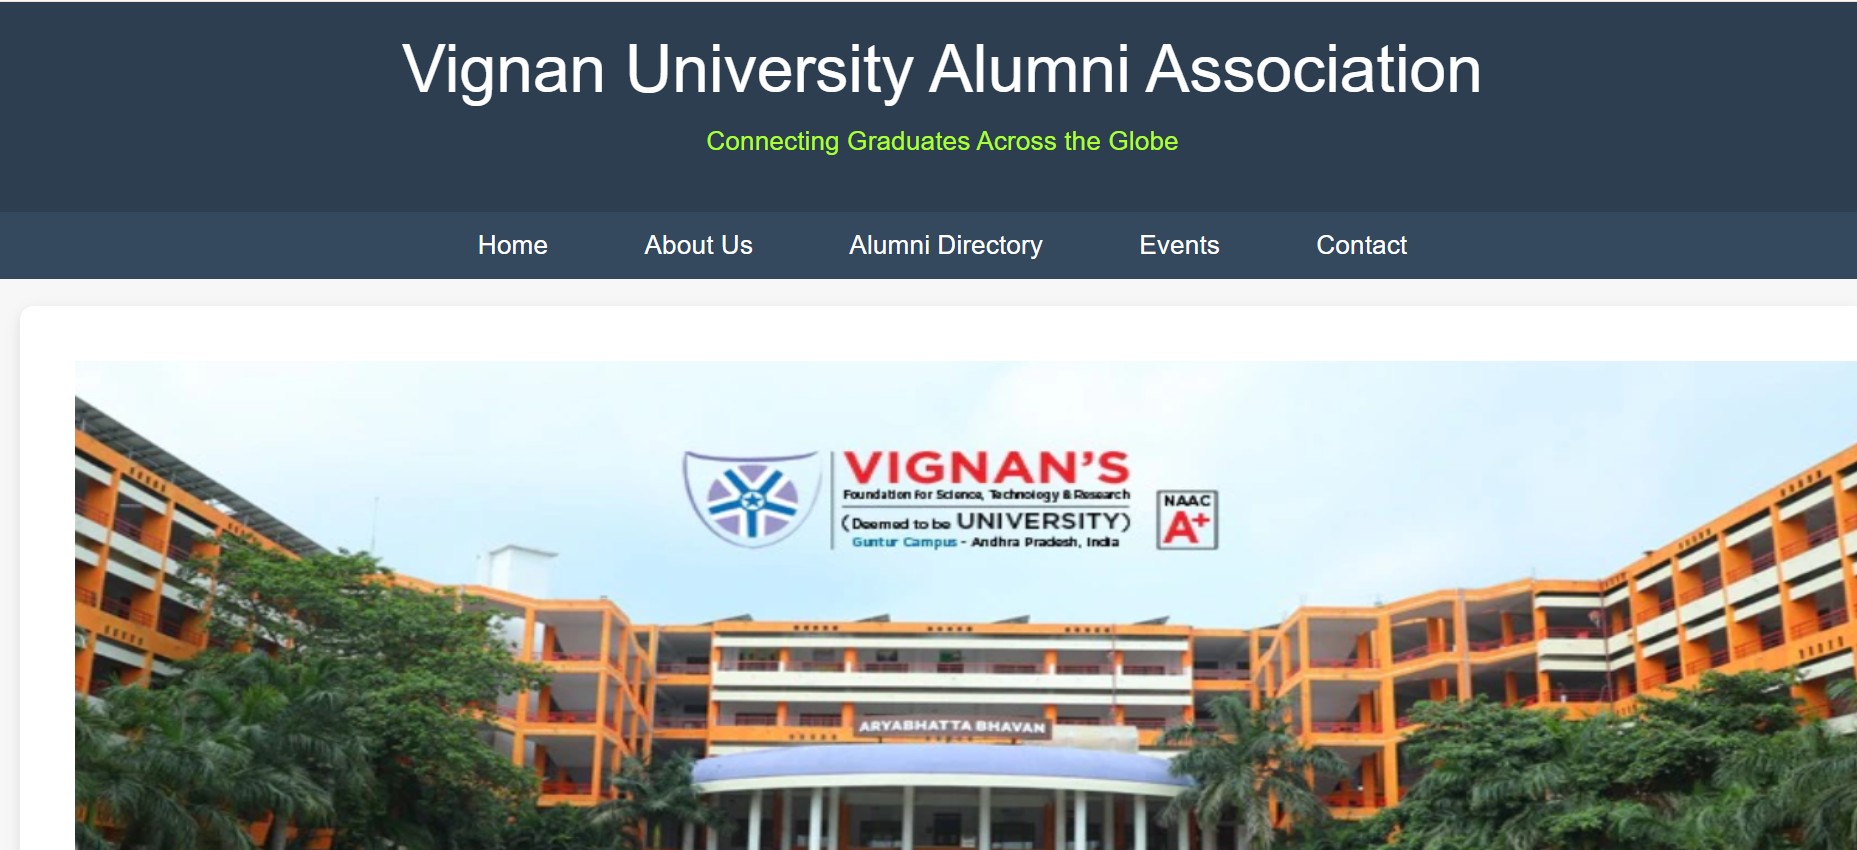 Vignan University Alumni Association
Connecting Graduates Across the Globe
Home About Us Alumni Directory Events Contact
VIGNAN'S
Foundation for Science, Technology & Research
(Deemed to be UNIVERSITY)
Guntur Campus - Andhra Pradesh, India
NAAC
A+
ARYABHATTA BHAVAN